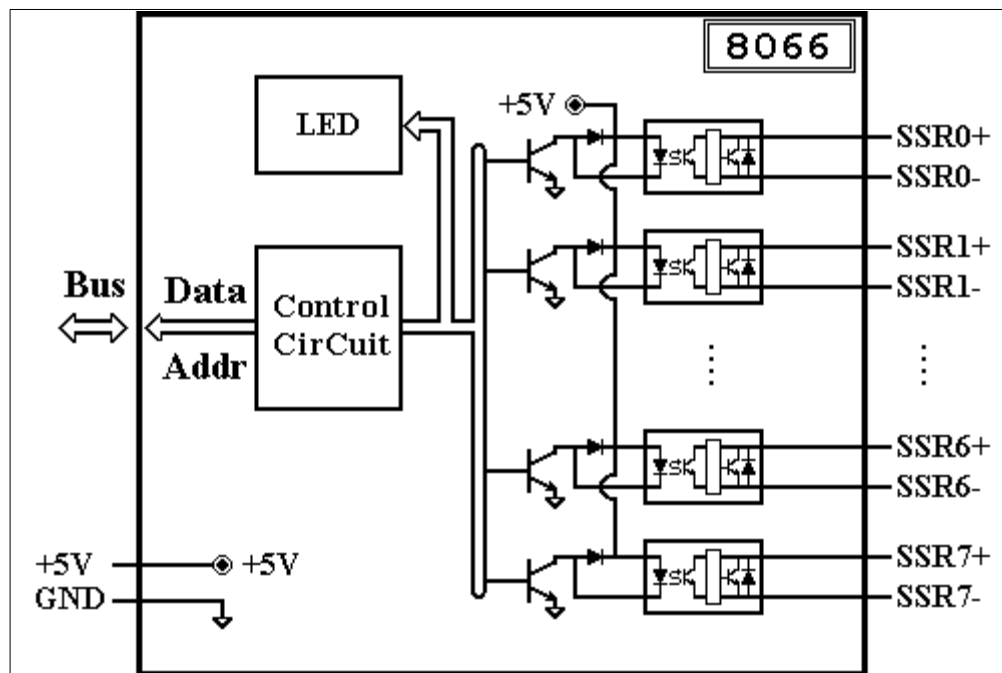 8066
LED
+5V
SSR0+
SSR0-
SSR1+
SSR1-
Bus
Data
Addr
Control
CirCuit
SSR6+
SSR6-
+5V
+5V
GND
SSR7+
SSR7-